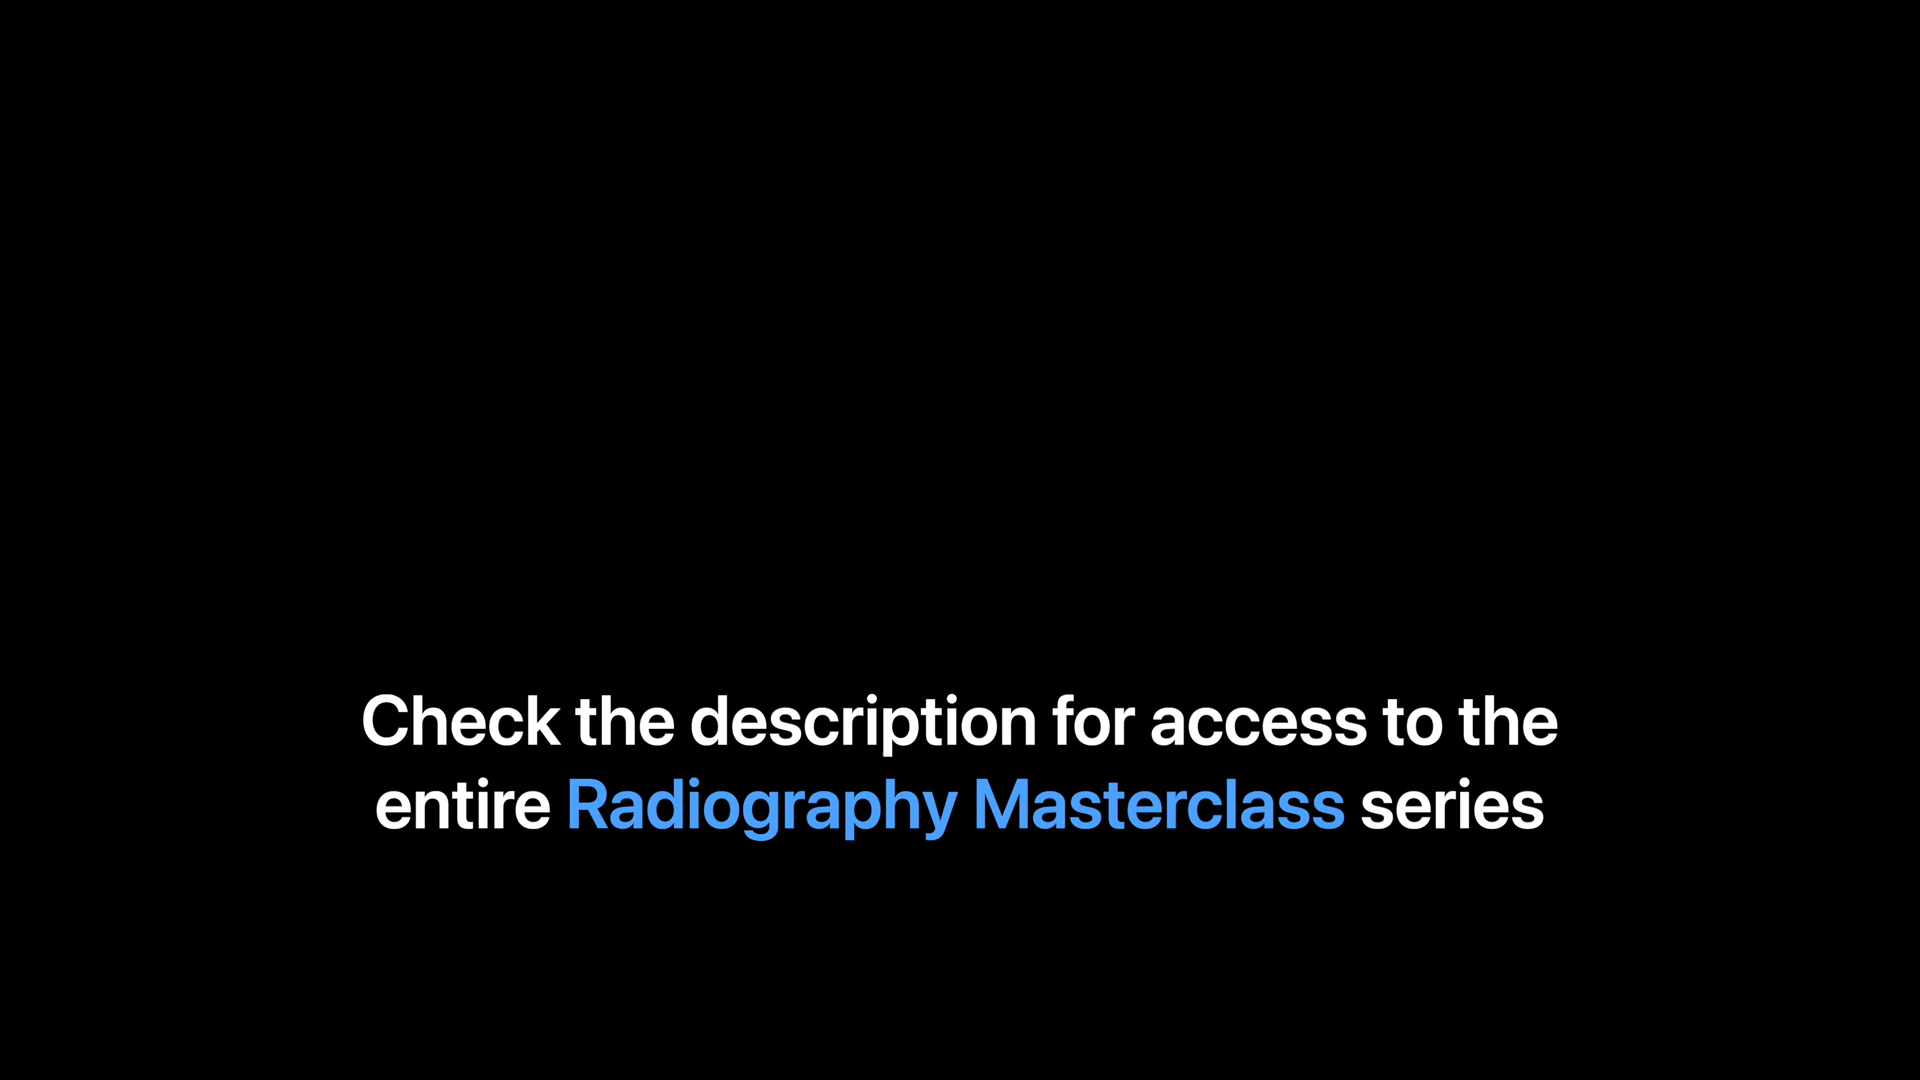 Check the description for access to the
entire Radiography Masterclass series